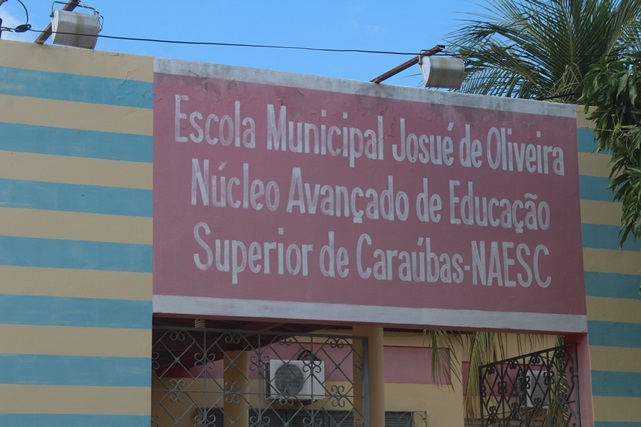 Escola Municipal Josué de Oliveira
Núcleo Avançado de Educação
Superior de Caraúbas-NAESC